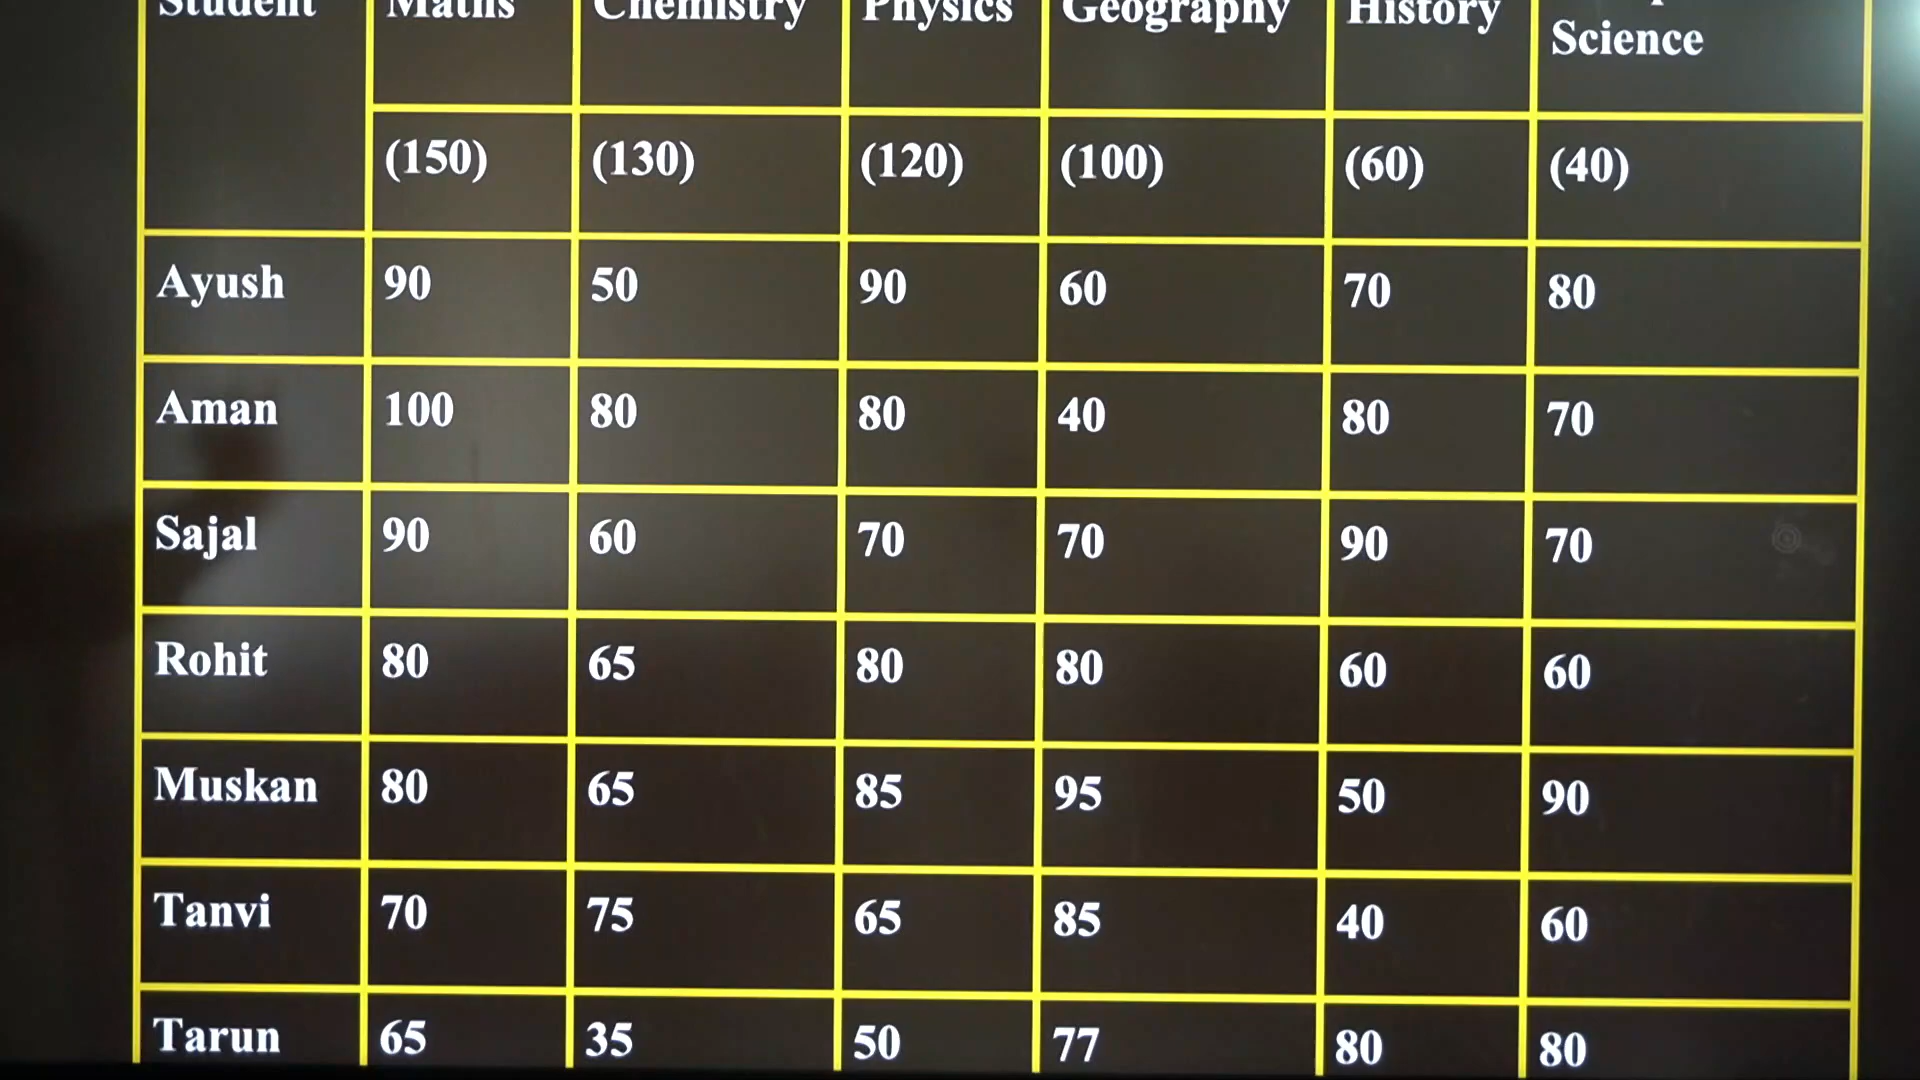 Student Maths Chemistry Physics Geography History
Science
(150) (130) (120) (100) (60) (40)
Ayush 90 50 90 60 70 80
Aman 100 80 80 40 80 70
Sajal 90 60 70 70 90 70
Rohit 80 65 80 80 60 60
Muskan 80 65 85 95 50 90
Tanvi 70 75 65 85 40 60
Tarun 65 35 50 77 80 80